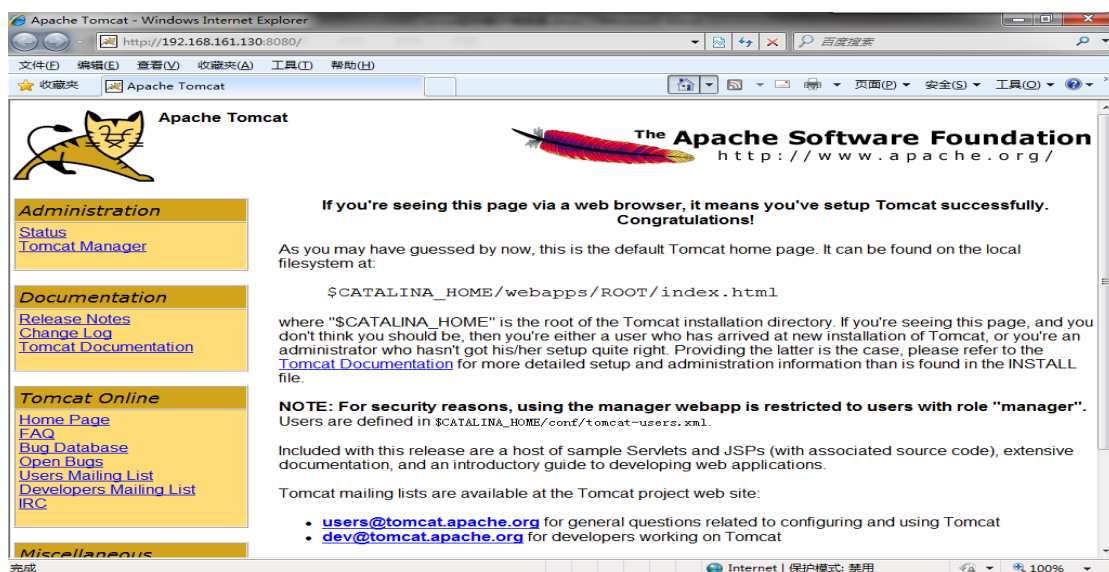 Apache Tomcat - Windows Internet Explorer
http://192.168.161.130:8080/
百度搜索
文件(F) 编辑(E) 查看(V) 收藏夹(A) 工具(T) 帮助(H)
收藏夹 Apache Tomcat 页面(P) 安全(S) 工具(O)
Apache Tomcat
The Apache Software Foundation
http://www.apache.org/
Administration
Status
Tomcat Manager
Documentation
Release Notes
Change Log
Tomcat Documentation
Tomcat Online
Home Page
FAQ
Bug Database
Open Bugs
Users Mailing List
Developers Mailing List
IRC
Miscellaneous
If you're seeing this page via a web browser, it means you've setup Tomcat successfully.
Congratulations!
As you may have guessed by now, this is the default Tomcat home page. It can be found on the local
filesystem at:
$CATALINA_HOME/webapps/ROOT/index.html
where "$CATALINA_HOME" is the root of the Tomcat installation directory. If you're seeing this page, and you
don't think you should be, then you're either a user who has arrived at new installation of Tomcat, or you're an
administrator who hasn't got his/her setup quite right. Providing the latter is the case, please refer to the
Tomcat Documentation for more detailed setup and administration information than is found in the INSTALL
file.
NOTE: For security reasons, using the manager webapp is restricted to users with role "manager".
Users are defined in $CATALINA_HOME/conf/tomcat-users.xml.
Included with this release are a host of sample Servlets and JSPs (with associated source code), extensive
documentation, and an introductory guide to developing web applications.
Tomcat mailing lists are available at the Tomcat project web site:
• users@tomcat.apache.org for general questions related to configuring and using Tomcat
• dev@tomcat.apache.org for developers working on Tomcat
完成 Internet | 保护模式: 禁用 100%